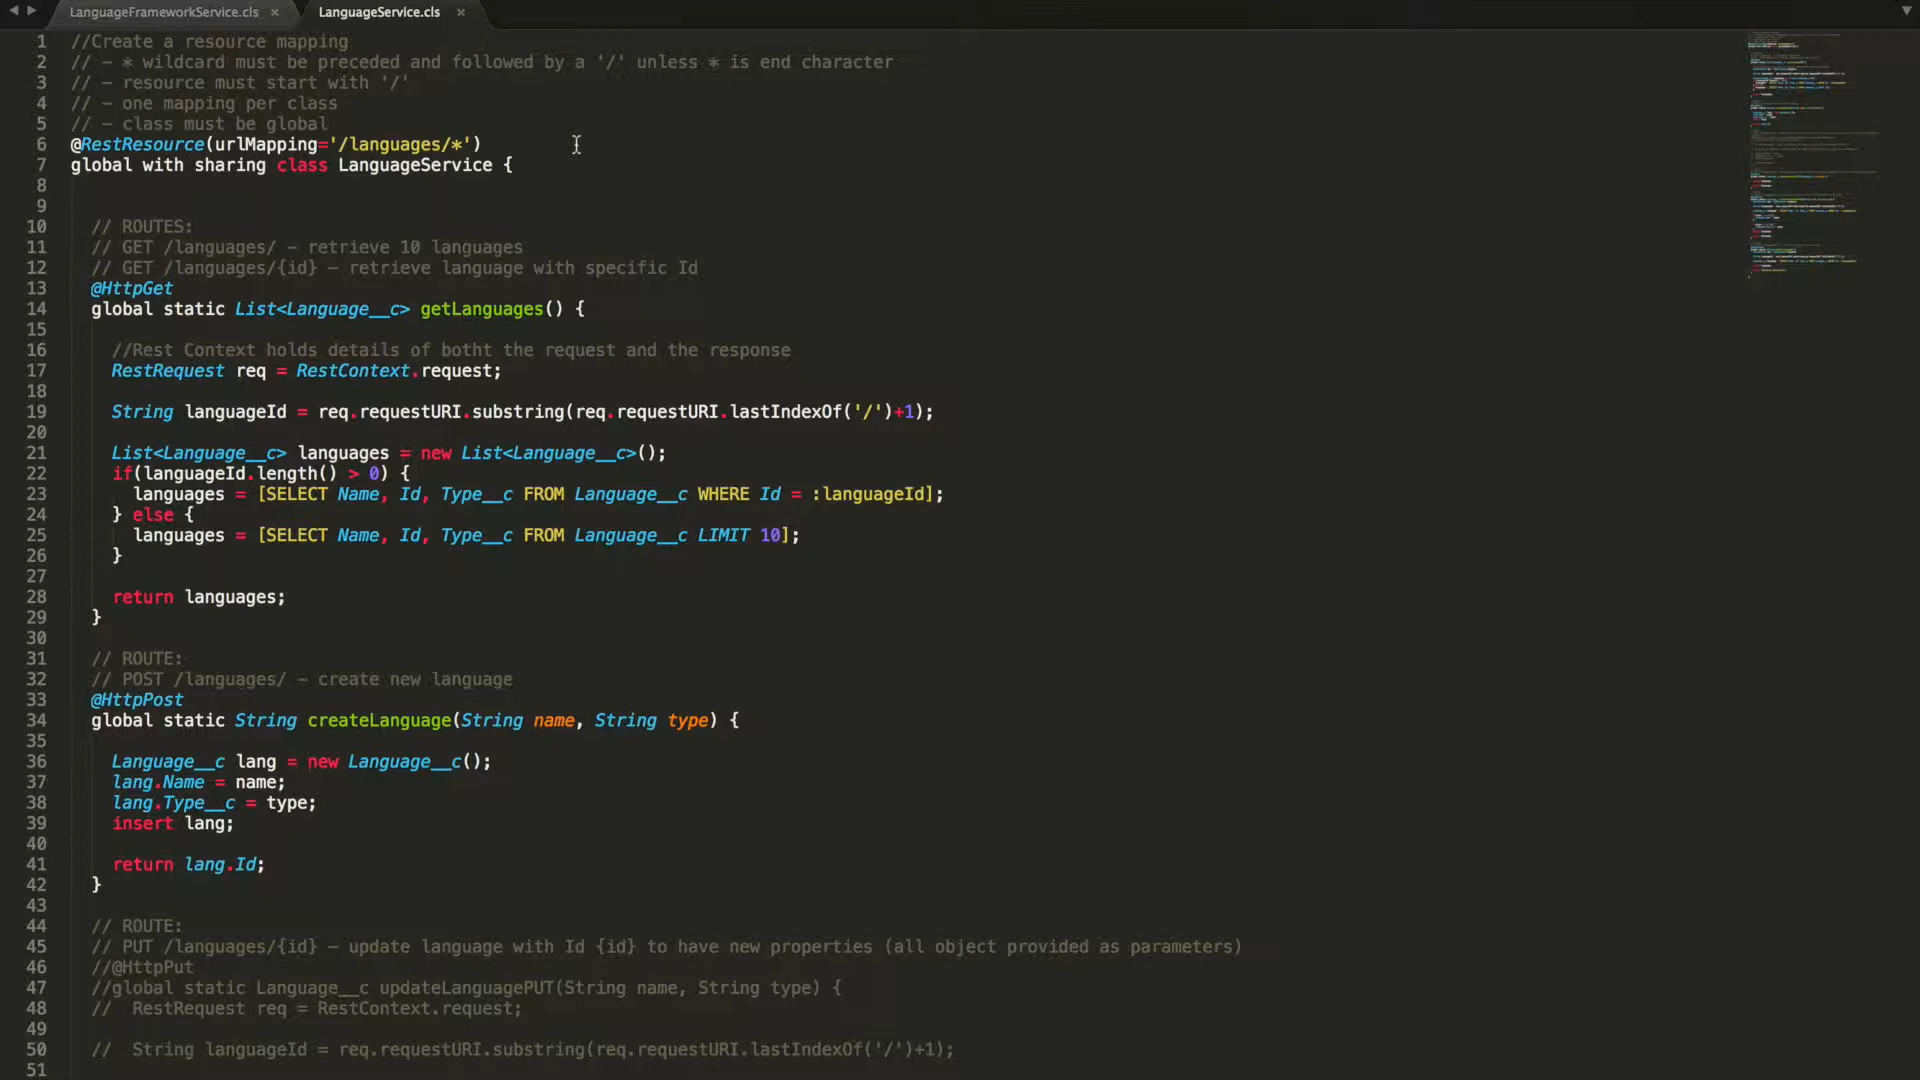 LanguageFrameworkService.cls × LanguageService.cls ×
1 //Create a resource mapping
2 // - * wildcard must be preceded and followed by a '/' unless * is end character
3 // - resource must start with '/'
4 // - one mapping per class
5 // - class must be global
6 @RestResource(urlMapping='/languages/*')
7 global with sharing class LanguageService {
8
9
10 // ROUTES:
11 // GET /languages/ - retrieve 10 languages
12 // GET /languages/{id} - retrieve language with specific Id
13 @HttpGet
14 global static List<Language__c> getLanguages() {
15
16 //Rest Context holds details of botht the request and the response
17 RestRequest req = RestContext.request;
18
19 String languageId = req.requestURI.substring(req.requestURI.lastIndexOf('/')+1);
20
21 List<Language__c> languages = new List<Language__c>();
22 if(languageId.length() > 0) {
23 languages = [SELECT Name, Id, Type__c FROM Language__c WHERE Id = :languageId];
24 } else {
25 languages = [SELECT Name, Id, Type__c FROM Language__c LIMIT 10];
26 }
27
28 return languages;
29 }
30
31 // ROUTE:
32 // POST /languages/ - create new language
33 @HttpPost
34 global static String createLanguage(String name, String type) {
35
36 Language__c lang = new Language__c();
37 lang.Name = name;
38 lang.Type__c = type;
39 insert lang;
40
41 return lang.Id;
42 }
43
44 // ROUTE:
45 // PUT /languages/{id} - update language with Id {id} to have new properties (all object provided as parameters)
46 //@HttpPut
47 //global static Language__c updateLanguagePUT(String name, String type) {
48 // RestRequest req = RestContext.request;
49
50 // String languageId = req.requestURI.substring(req.requestURI.lastIndexOf('/')+1);
51